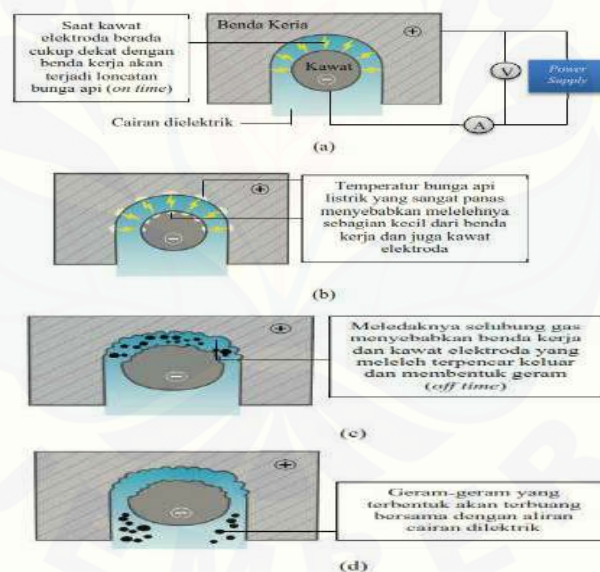 Saat kawat
elektroda berada
cukup dekat dengan
benda kerja akan
terjadi loncatan
bunga api (on time)
Benda Kerja
+
Kawat
−
V
A
Power
Supply
Cairan dielektrik
(a)
+
−
Temperatur bunga api
listrik yang sangat panas
menyebabkan melelehnya
sebagian kecil dari benda
kerja dan juga kawat
elektroda
(b)
+
−
Meledaknya selubung gas
menyebabkan benda kerja
dan kawat elektroda yang
meleleh terpencar keluar
dan membentuk geram
(off time)
(c)
+
−
Geram-geram yang
terbentuk akan terbuang
bersama dengan aliran
cairan dilektrik
(d)